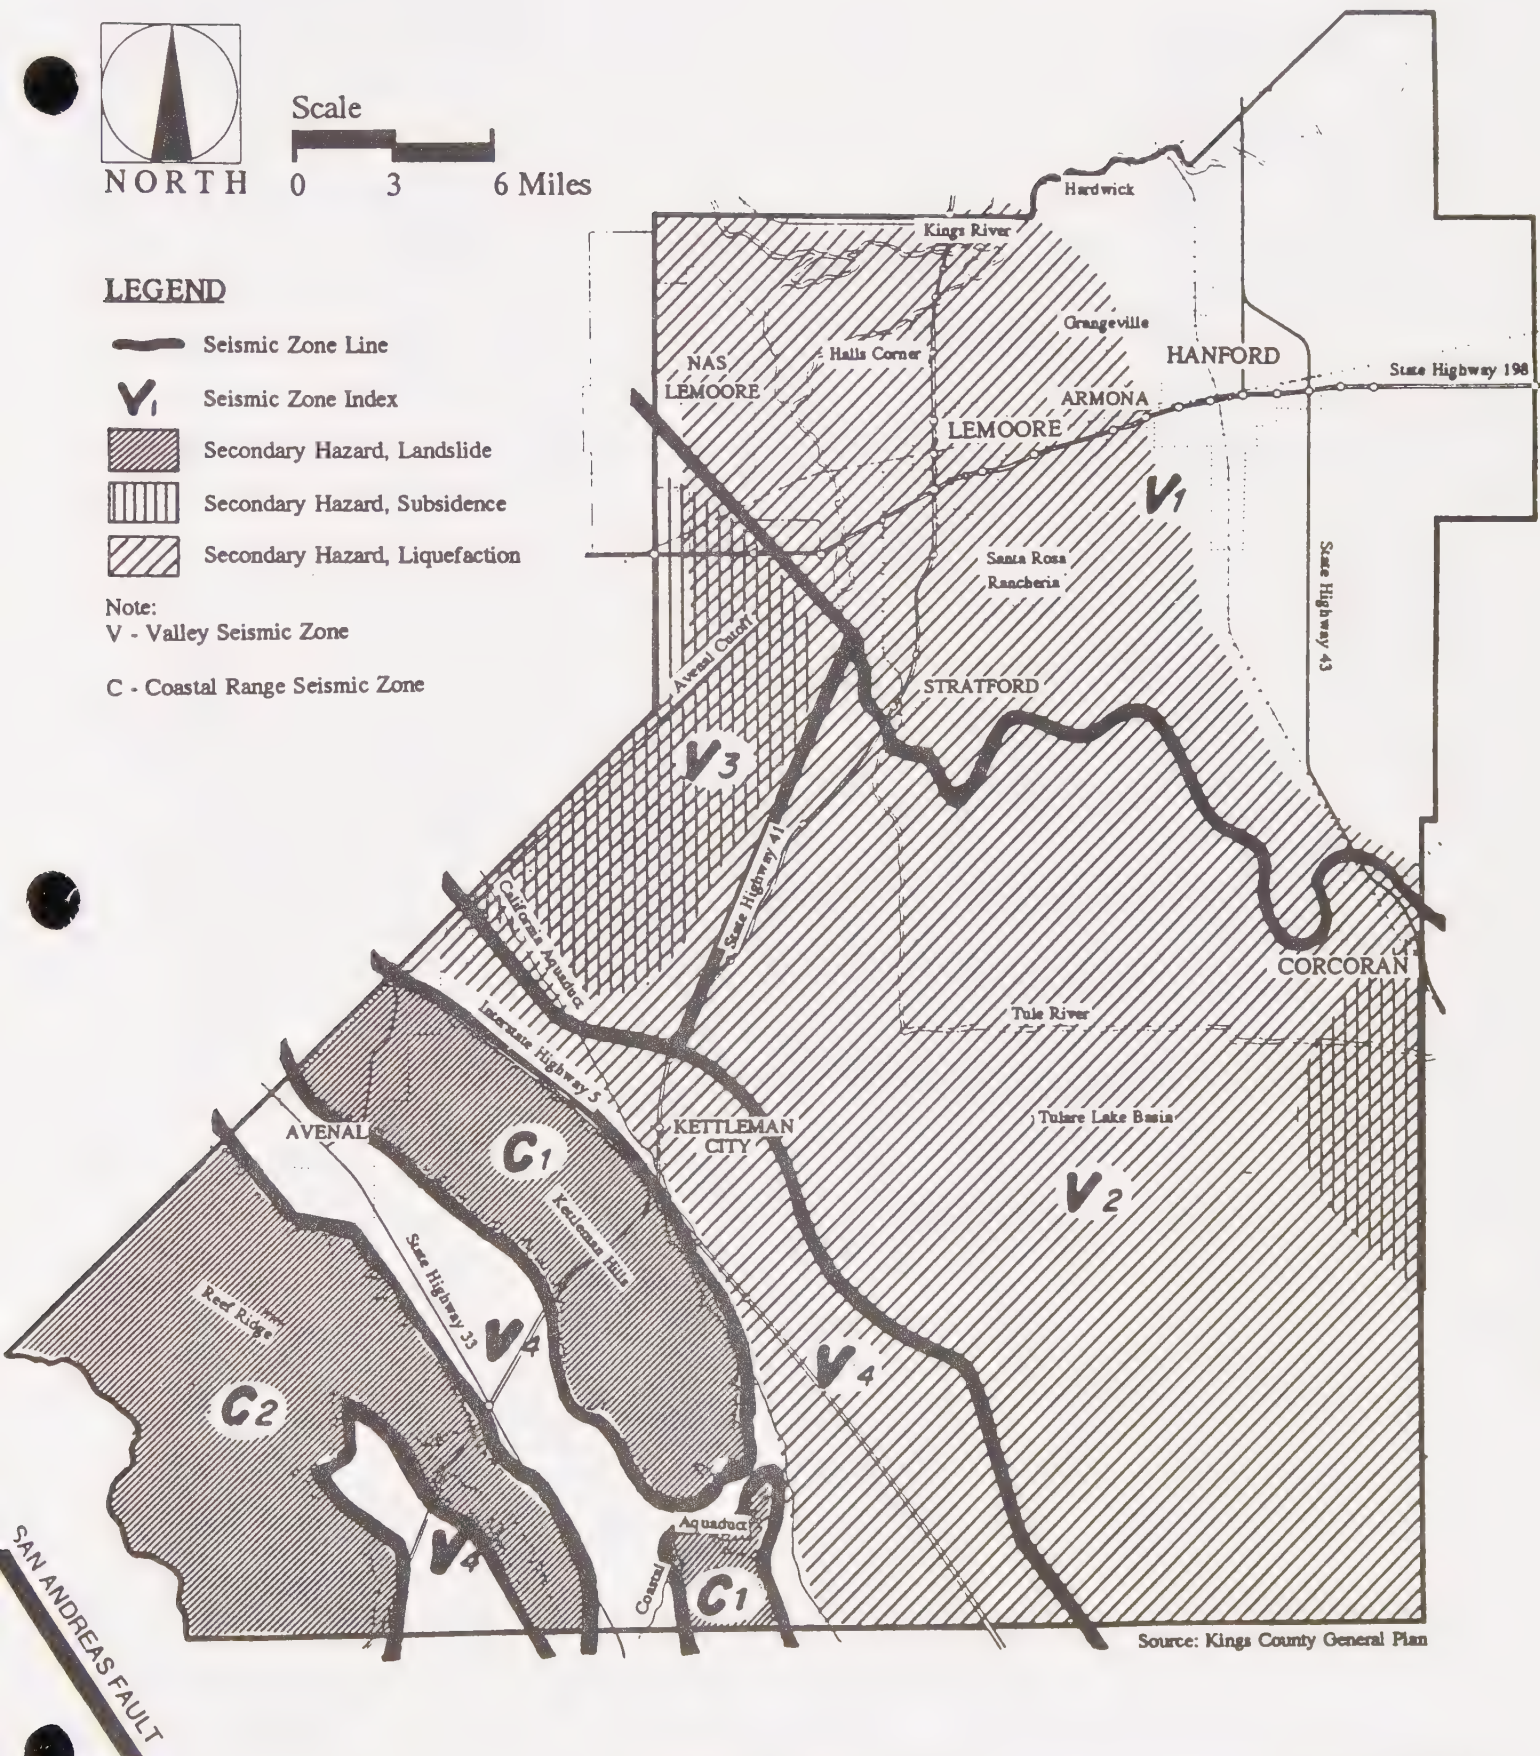 NORTH
Scale
0 3 6 Miles
LEGEND
Seismic Zone Line
V1 Seismic Zone Index
Secondary Hazard, Landslide
Secondary Hazard, Subsidence
Secondary Hazard, Liquefaction
Note:
V - Valley Seismic Zone
C - Coastal Range Seismic Zone
Hardwick
Kings River
Grangeville
Halls Corner
HANFORD
NAS
LEMOORE
State Highway 198
ARMONA
LEMOORE
V1
Santa Rosa
Rancheria
State Highway 43
Avenal Cutoff
STRATFORD
V3
State Highway 41
California Aquaduct
CORCORAN
Interstate Highway 5
Tule River
Tulare Lake Basin
KETTLEMAN
CITY
AVENAL
C1
V2
Kettleman Hills
State Highway 33
Reef Ridge
V4
V4
C2
Aquaduct
Coastal
V4
C1
SAN ANDREAS FAULT
Source: Kings County General Plan